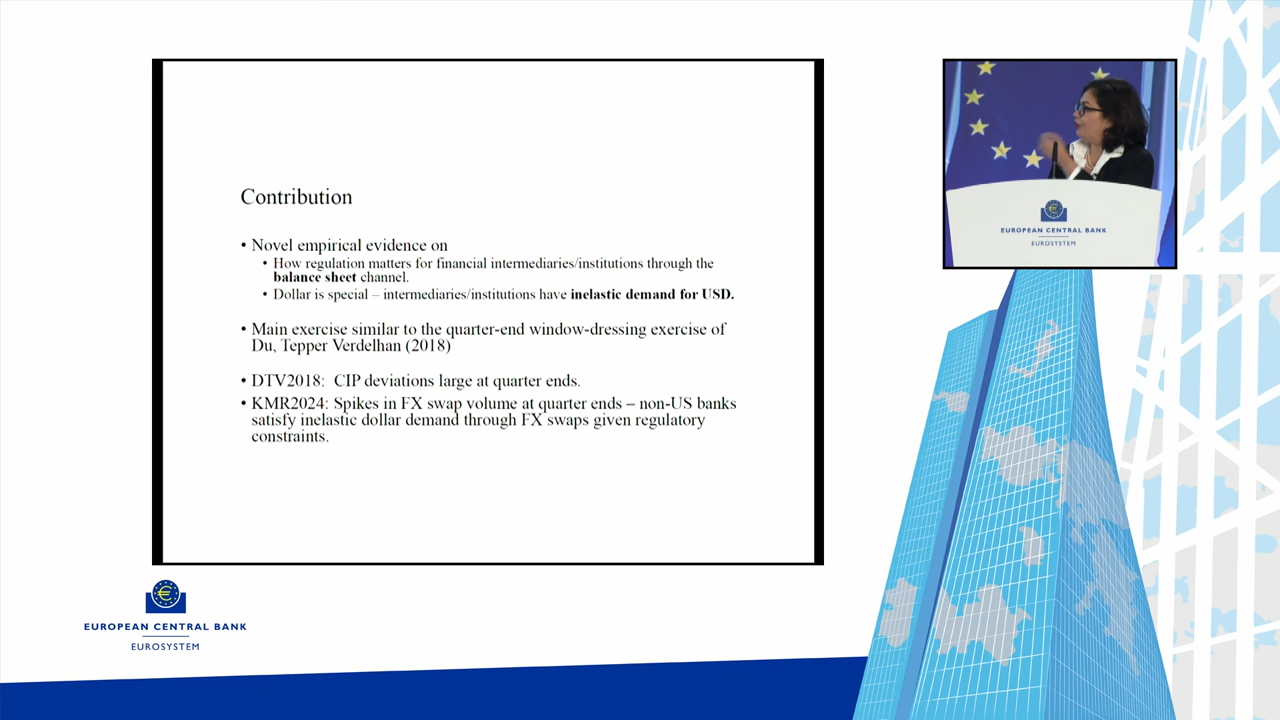 Contribution
• Novel empirical evidence on
• How regulation matters for financial intermediaries/institutions through the
balance sheet channel.
• Dollar is special – intermediaries/institutions have inelastic demand for USD.
• Main exercise similar to the quarter-end window-dressing exercise of
Du, Tepper Verdelhan (2018)
• DTV2018: CIP deviations large at quarter ends.
• KMR2024: Spikes in FX swap volume at quarter ends – non-US banks
satisfy inelastic dollar demand through FX swaps given regulatory
constraints.
EUROPEAN CENTRAL BANK
EUROSYSTEM
EUROPEAN CENTRAL BANK
EUROSYSTEM